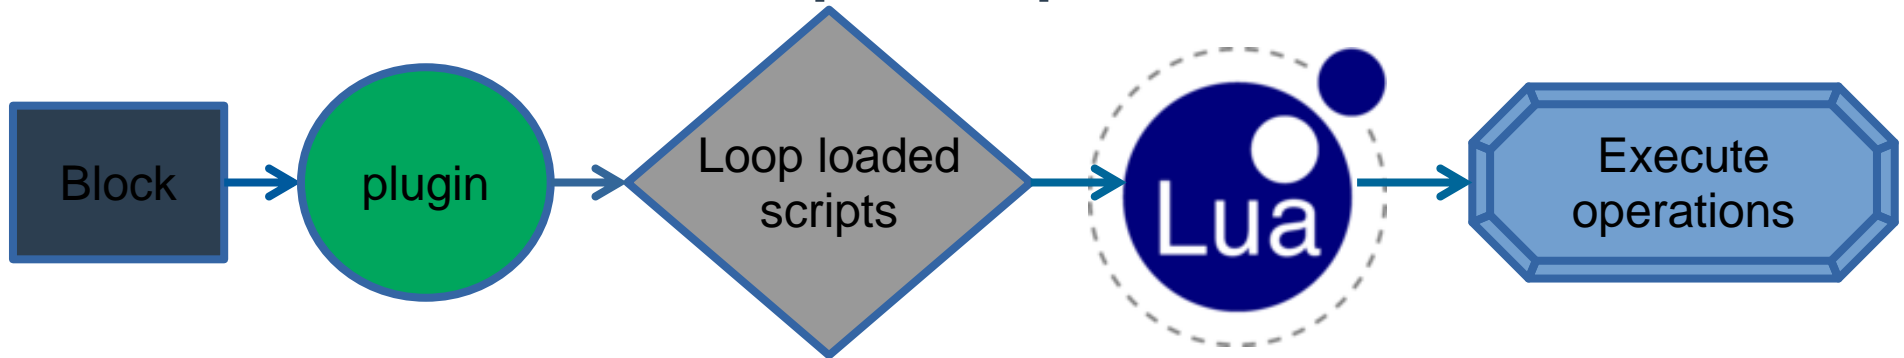 Block
plugin
Loop loaded
scripts
Lua
Execute
operations